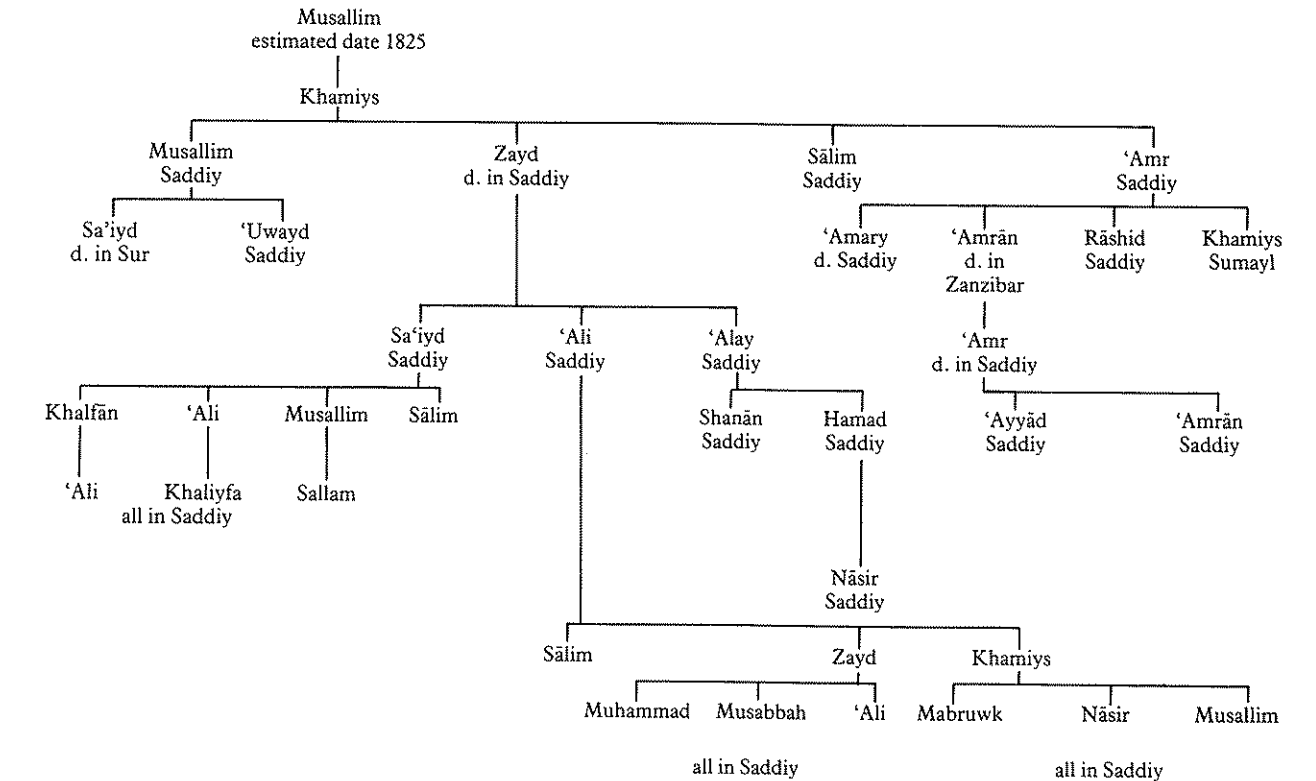 Musallim
estimated date 1825
Khamiys
Musallim
Saddiy
Zayd
d. in Saddiy
Sālim
Saddiy
‘Amr
Saddiy
Sa’iyd
d. in Sur
‘Uwayd
Saddiy
‘Amary
d. Saddiy
‘Amrān
d. in
Zanzibar
Rāshid
Saddiy
Khamiys
Sumayl
Sa‘iyd
Saddiy
‘Ali
Saddiy
‘Alay
Saddiy
‘Amr
d. in Saddiy
Khalfān
‘Ali
Musallim
Sālim
Shanān
Saddiy
Hamad
Saddiy
‘Ayyād
Saddiy
‘Amrān
Saddiy
‘Ali
Khaliyfa
Sallam
all in Saddiy
Nāsir
Saddiy
Sālim
Zayd
Khamiys
Muhammad
Musabbah
‘Ali
Mabruwk
Nāsir
Musallim
all in Saddiy
all in Saddiy